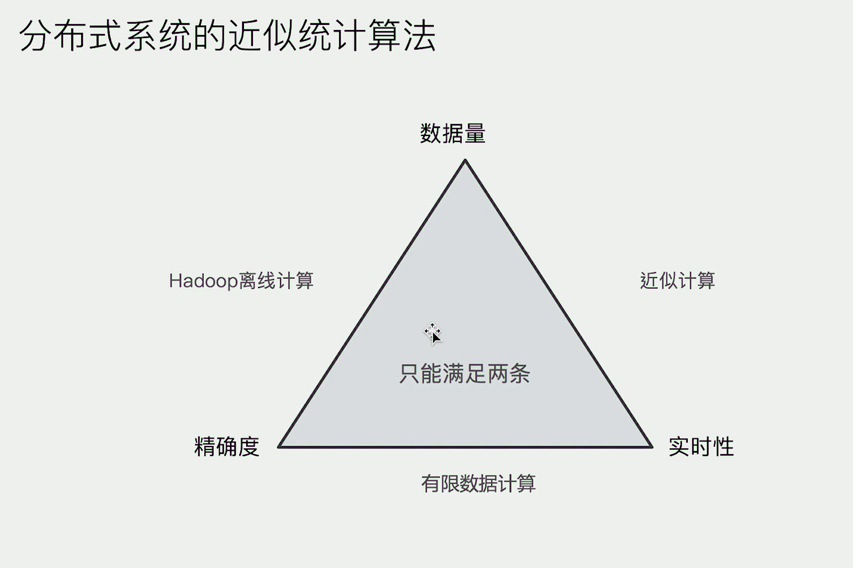 分布式系统的近似统计算法
数据量
Hadoop离线计算
近似计算
只能满足两条
精确度
实时性
有限数据计算